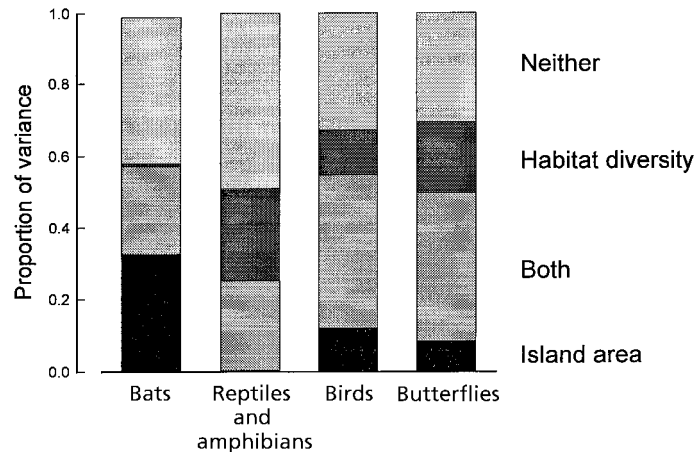 Proportion of variance
1.0
0.8
0.6
0.4
0.2
0.0
Neither
Habitat diversity
Both
Island area
Bats
Reptiles
and
amphibians
Birds
Butterflies